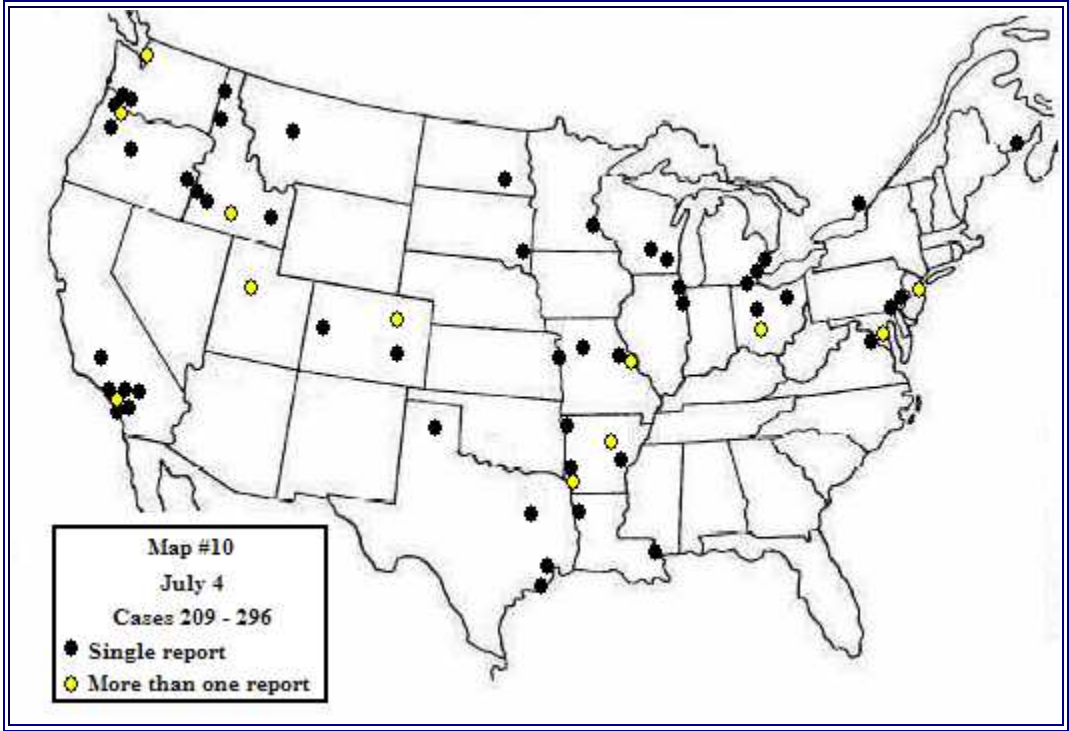 Map #10
July 4
Cases 209 - 296
Single report
More than one report